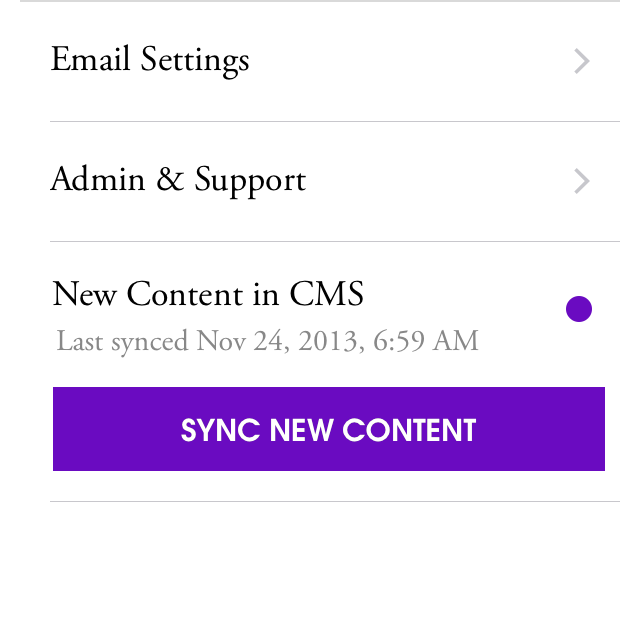 Email Settings
Admin & Support
New Content in CMS
Last synced Nov 24, 2013, 6:59 AM
SYNC NEW CONTENT